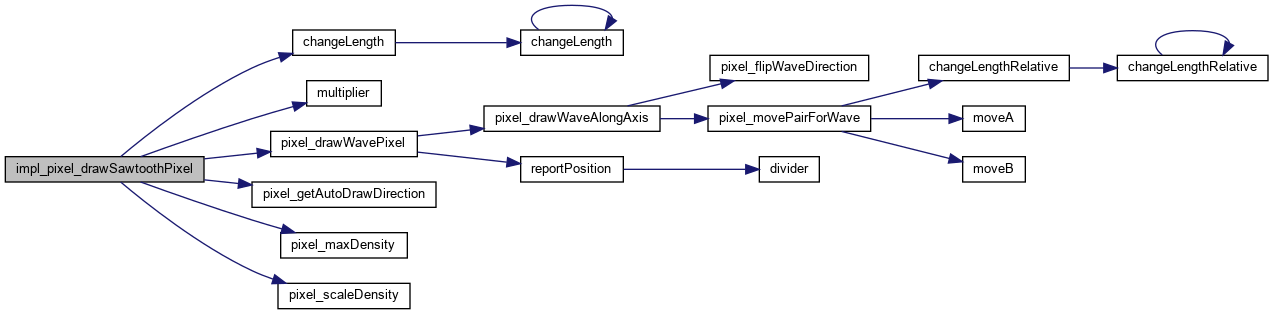 impl_pixel_drawSawtoothPixel
changeLength
changeLength
multiplier
pixel_drawWavePixel
pixel_drawWaveAlongAxis
pixel_flipWaveDirection
pixel_movePairForWave
changeLengthRelative
changeLengthRelative
moveA
moveB
reportPosition
divider
pixel_getAutoDrawDirection
pixel_maxDensity
pixel_scaleDensity